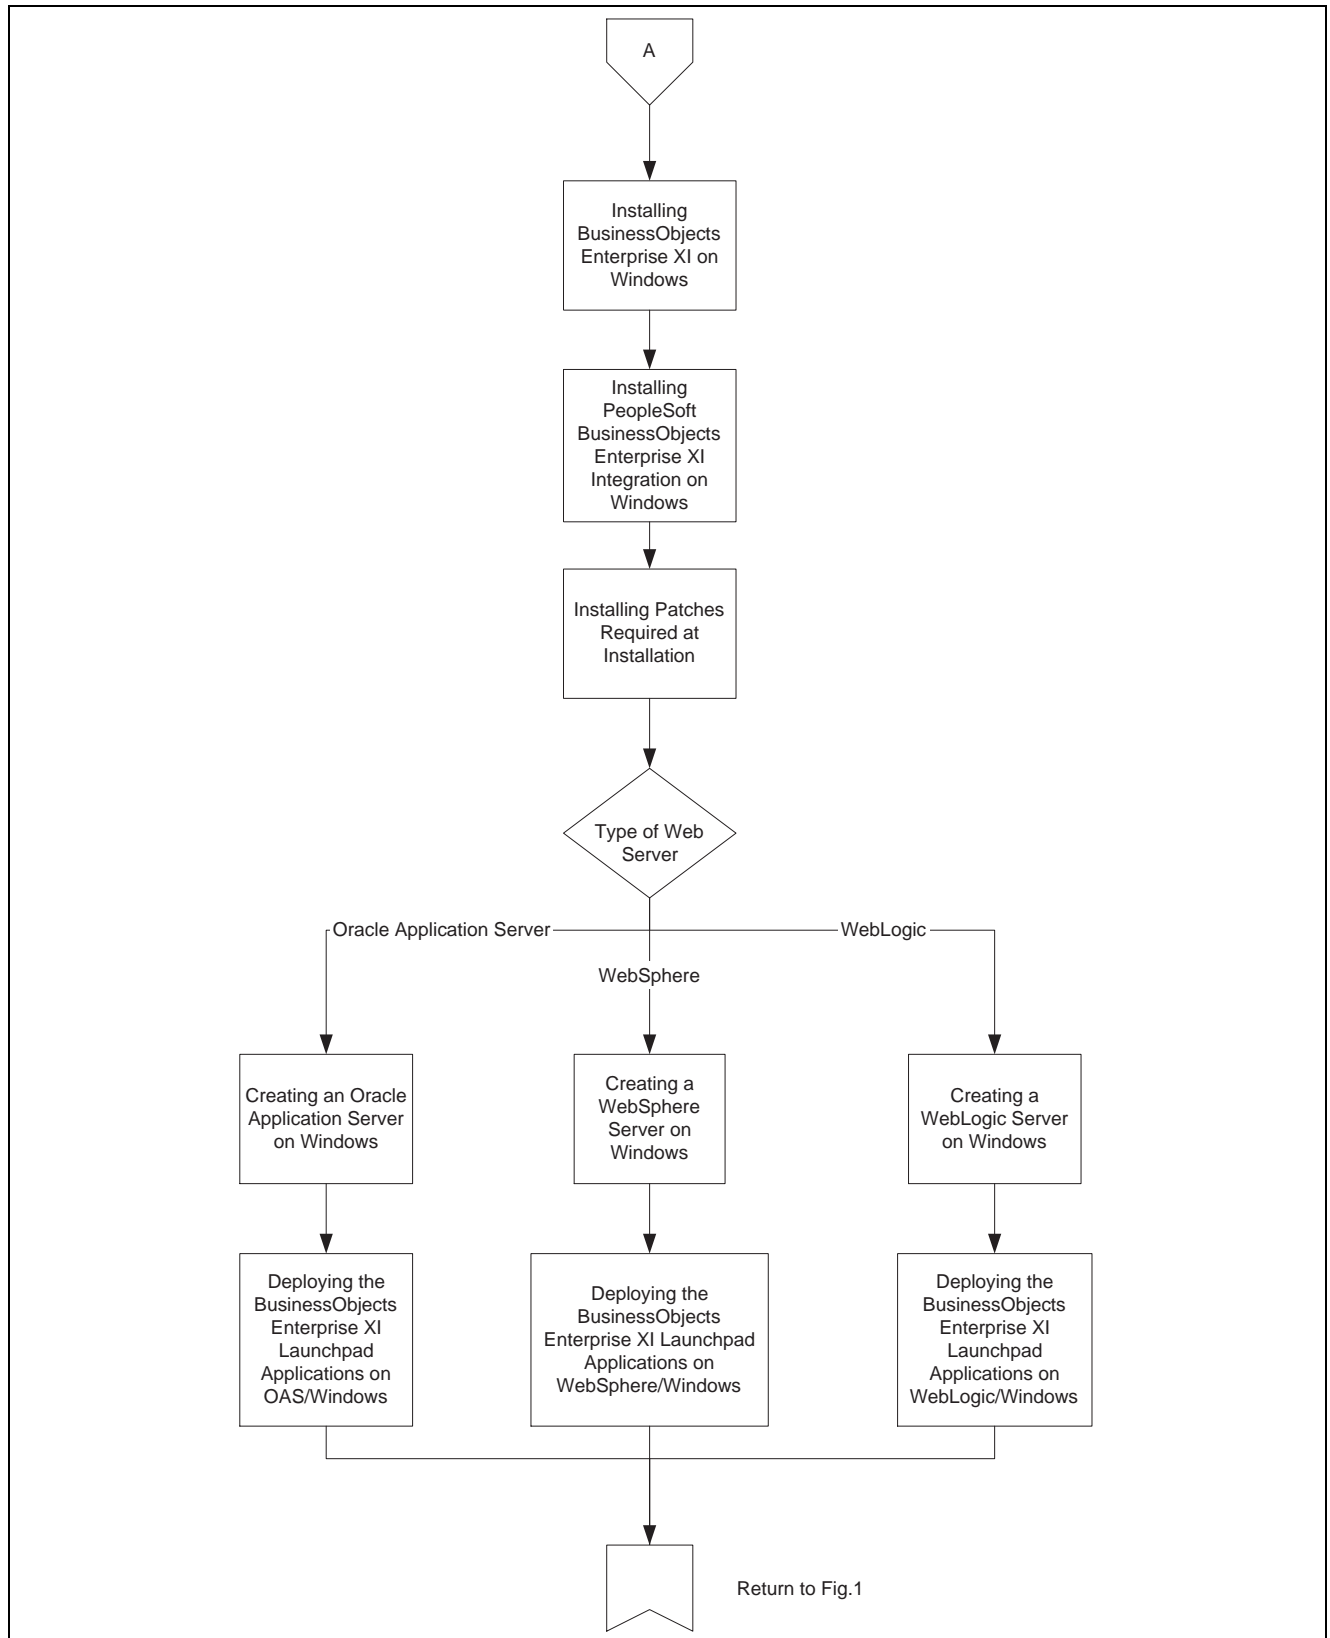 A
Installing
BusinessObjects
Enterprise XI on
Windows
Installing
PeopleSoft
BusinessObjects
Enterprise XI
Integration on
Windows
Installing Patches
Required at
Installation
Type of Web
Server
Oracle Application Server
WebLogic
WebSphere
Creating an Oracle
Application Server
on Windows
Creating a
WebSphere
Server on
Windows
Creating a
WebLogic Server
on Windows
Deploying the
BusinessObjects
Enterprise XI
Launchpad
Applications on
OAS/Windows
Deploying the
BusinessObjects
Enterprise XI Launchpad
Applications on
WebSphere/Windows
Deploying the
BusinessObjects
Enterprise XI
Launchpad
Applications on
WebLogic/Windows
Return to Fig.1